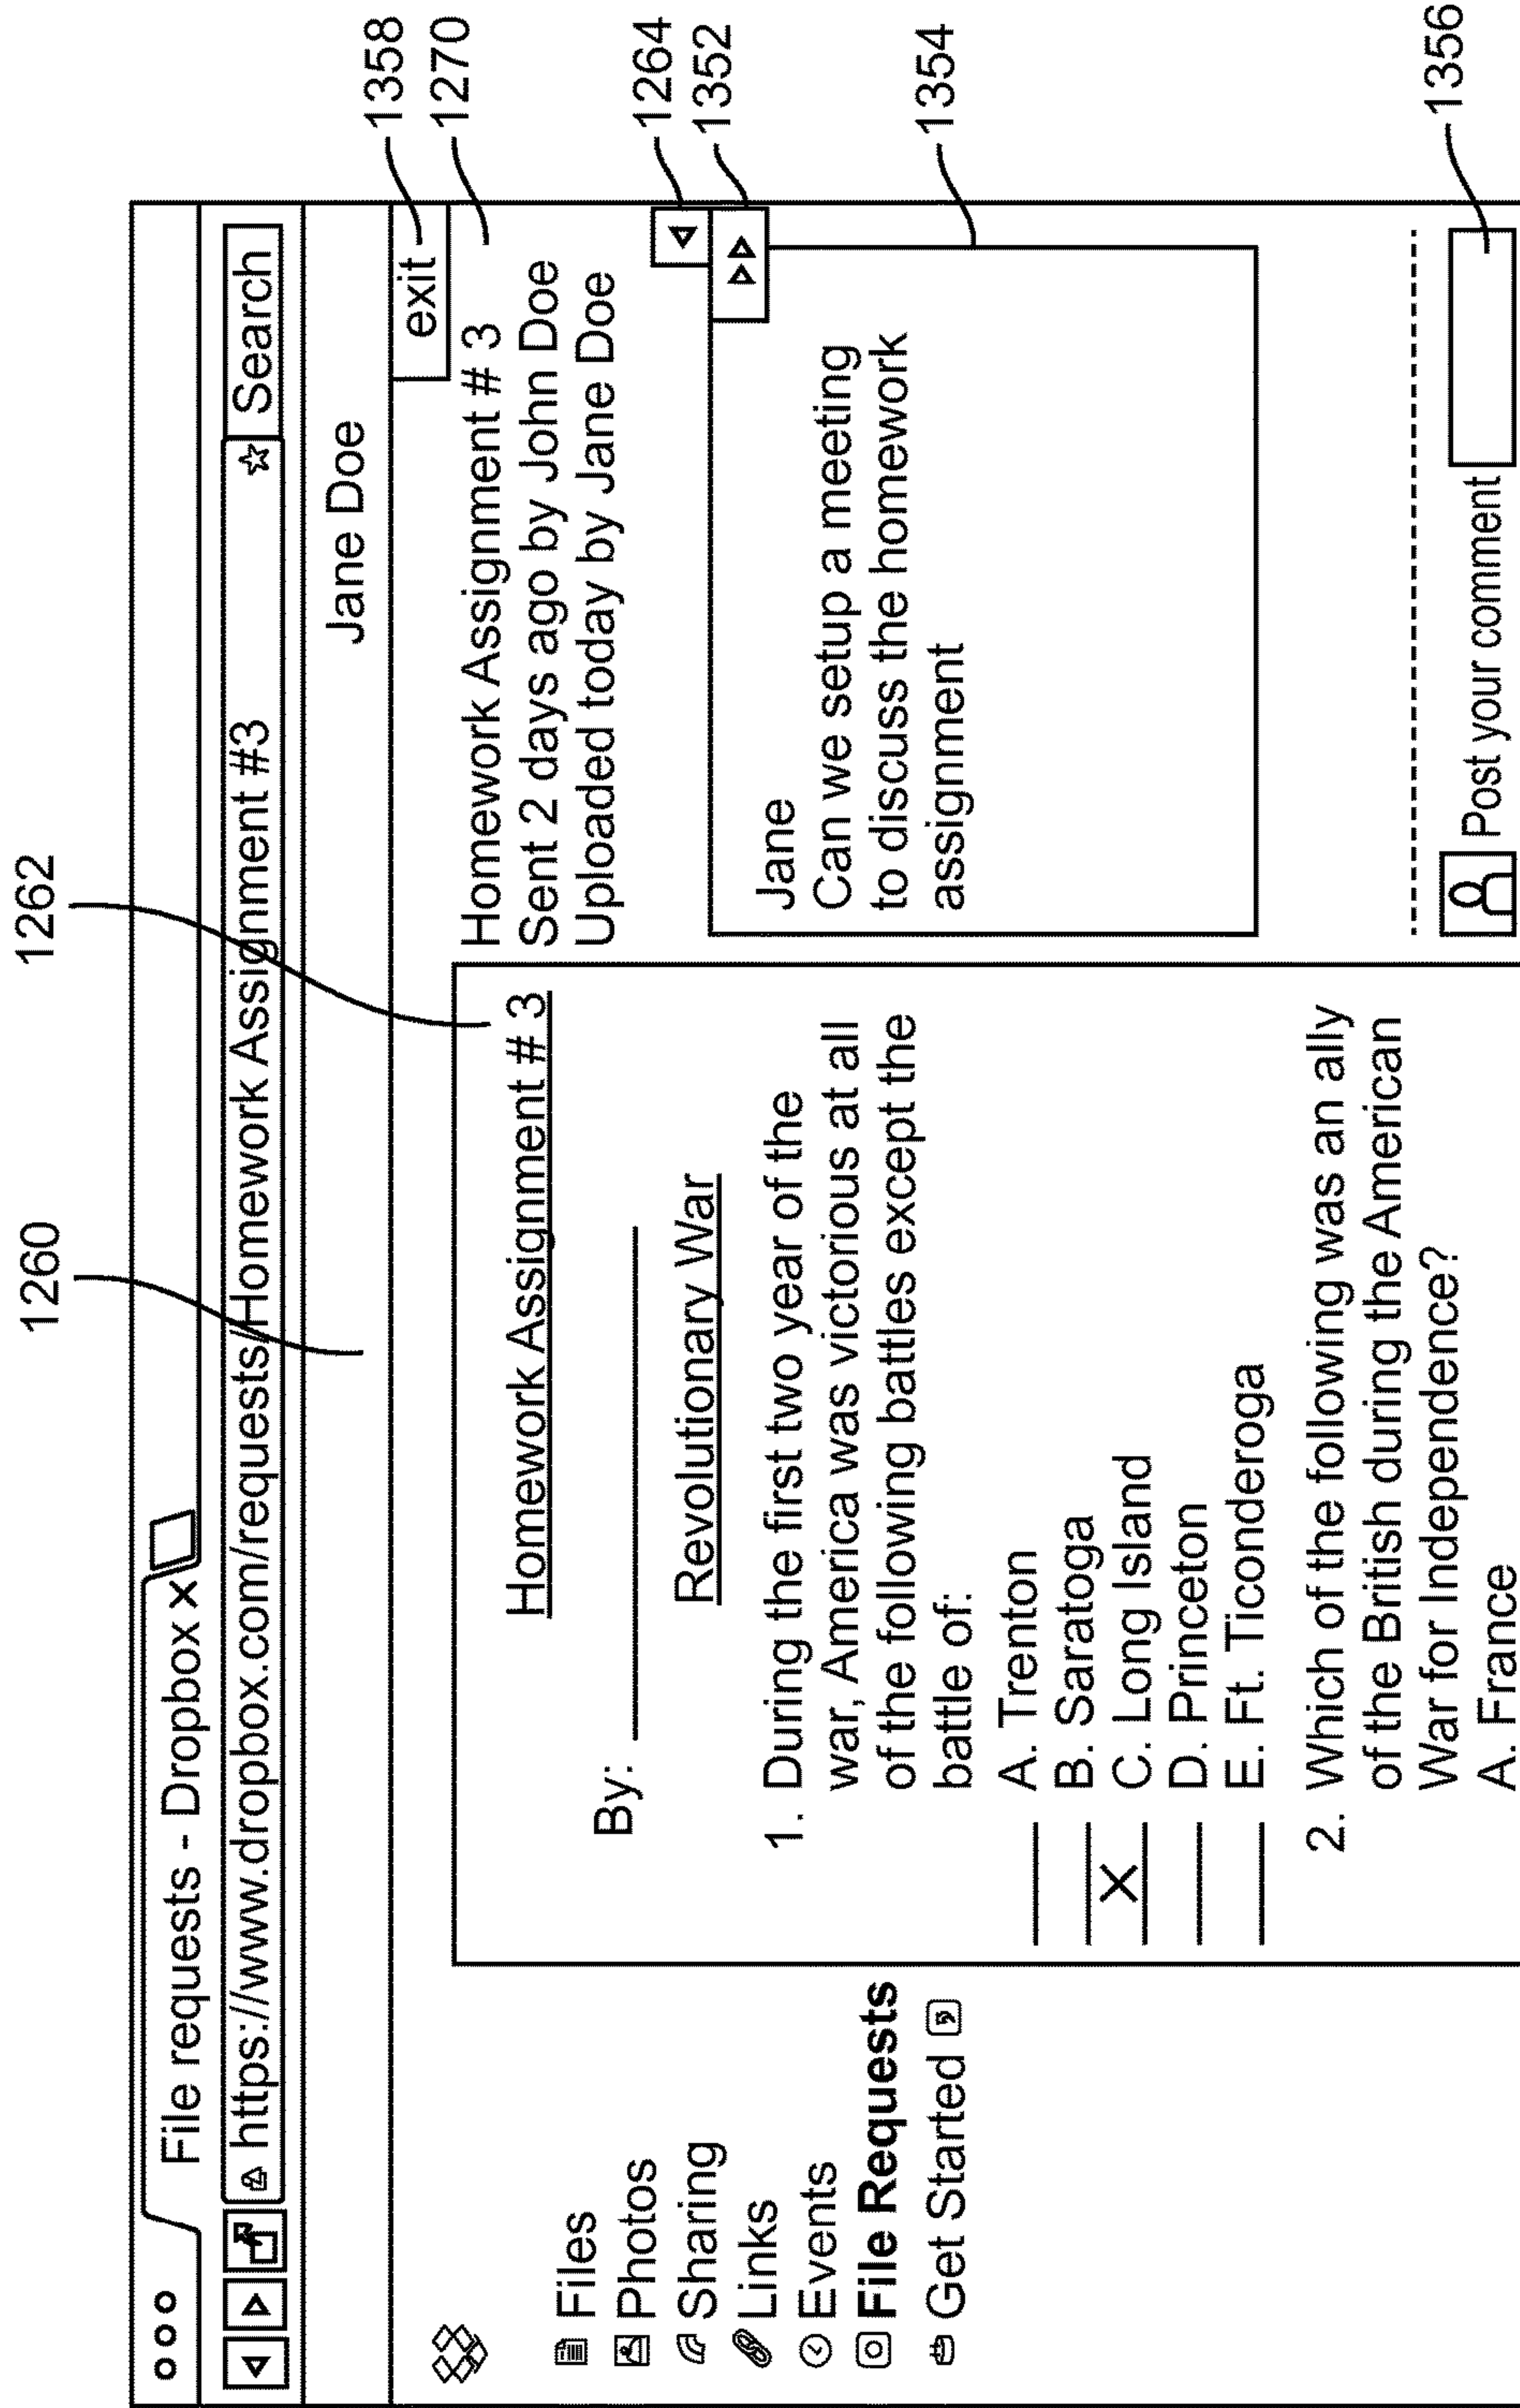 1260
1262
File requests - Dropbox X
https://www.dropbox.com/requests/Homework Assignment #3
Search
Jane Doe
exit
1358
1270
Files
Photos
Sharing
Links
Events
File Requests
Get Started
Homework Assignment # 3
By:
Revolutionary War
1. During the first two year of the
war, America was victorious at all
of the following battles except the
battle of:
A. Trenton
B. Saratoga
X C. Long Island
D. Princeton
E. Ft. Ticonderoga
2. Which of the following was an ally
of the British during the American
War for Independence?
A. France
Homework Assignment # 3
Sent 2 days ago by John Doe
Uploaded today by Jane Doe
1264
1352
Jane
Can we setup a meeting
to discuss the homework
assignment
1354
Post your comment
1356